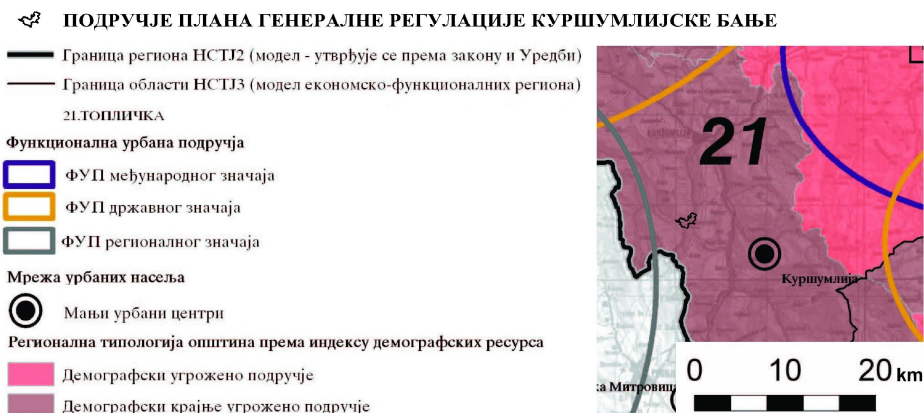 ПОДРУЧЈЕ ПЛАНА ГЕНЕРАЛНЕ РЕГУЛАЦИЈЕ КУРШУМЛИЈСКЕ БАЊЕ
Граница региона НСТЈ2 (модел - утврђује се према закону и Уредби)
Граница области НСТЈ3 (модел економско-функционалних региона)
21.ТОПЛИЧКА
Функционална урбана подручја
ФУП међународног значаја
ФУП државног значаја
ФУП регионалног значаја
Мрежа урбаних насеља
Мањи урбани центри
Регионална типологија општина према индексу демографских ресурса
Демографски угрожено подручје
Демографски крајње угрожено подручје
КУРШУМЛИЈА
21
Куршумлија
ка Митровица
0 10 20 km